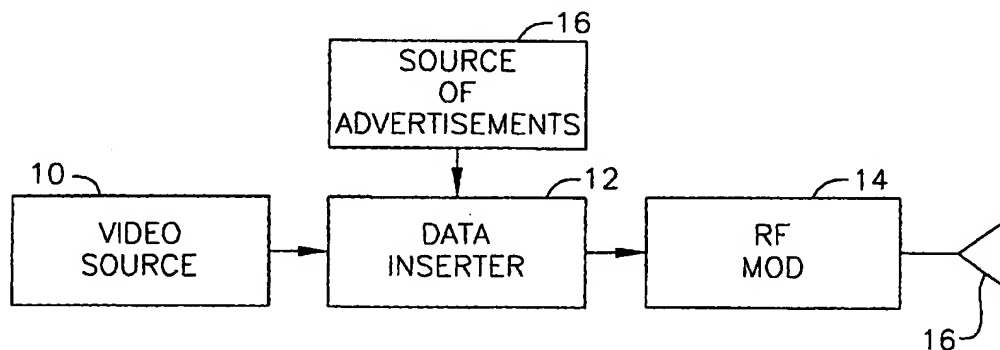 16
SOURCE
OF
ADVERTISEMENTS
10
VIDEO
SOURCE
12
DATA
INSERTER
14
RF
MOD
16